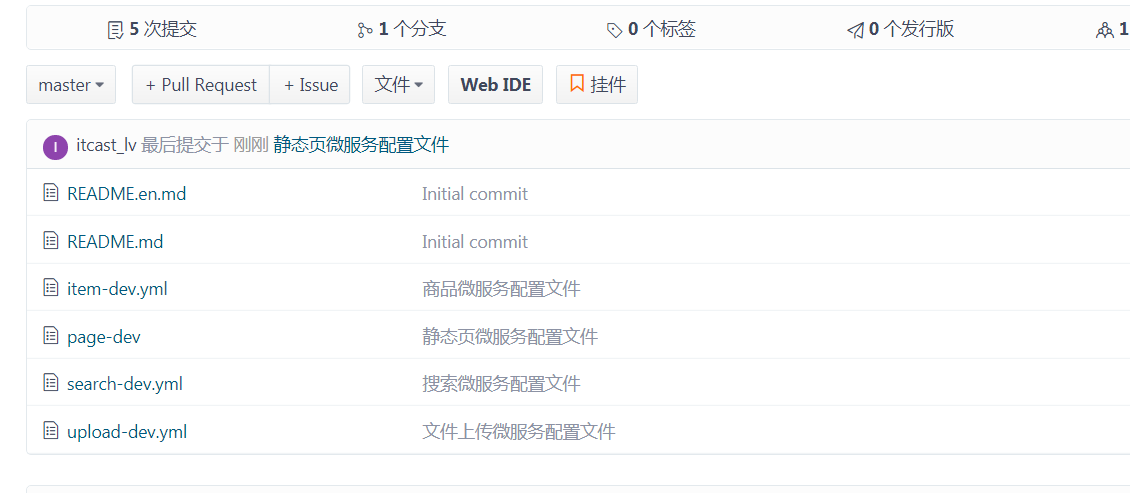 5 次提交 1 个分支 0 个标签 0 个发行版 1
master + Pull Request + Issue 文件 Web IDE 挂件
I itcast_lv 最后提交于 刚刚 静态页微服务配置文件
README.en.md Initial commit
README.md Initial commit
item-dev.yml 商品微服务配置文件
page-dev 静态页微服务配置文件
search-dev.yml 搜索微服务配置文件
upload-dev.yml 文件上传微服务配置文件